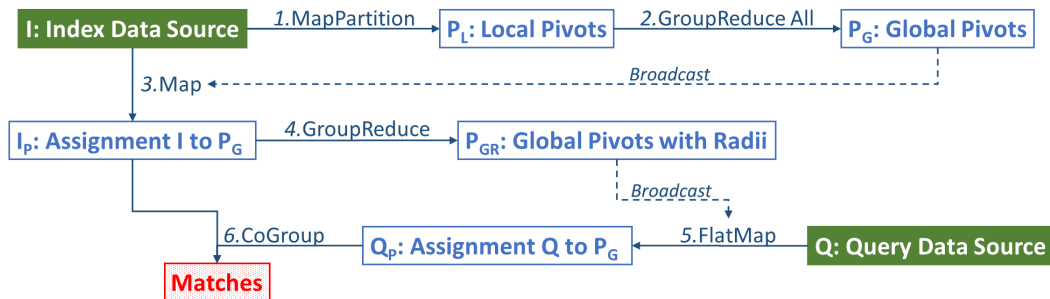 I: Index Data Source
1.MapPartition
PL: Local Pivots
2.GroupReduce All
PG: Global Pivots
Broadcast
3.Map
IP: Assignment I to PG
4.GroupReduce
PGR: Global Pivots with Radii
Broadcast
6.CoGroup
QP: Assignment Q to PG
5.FlatMap
Q: Query Data Source
Matches